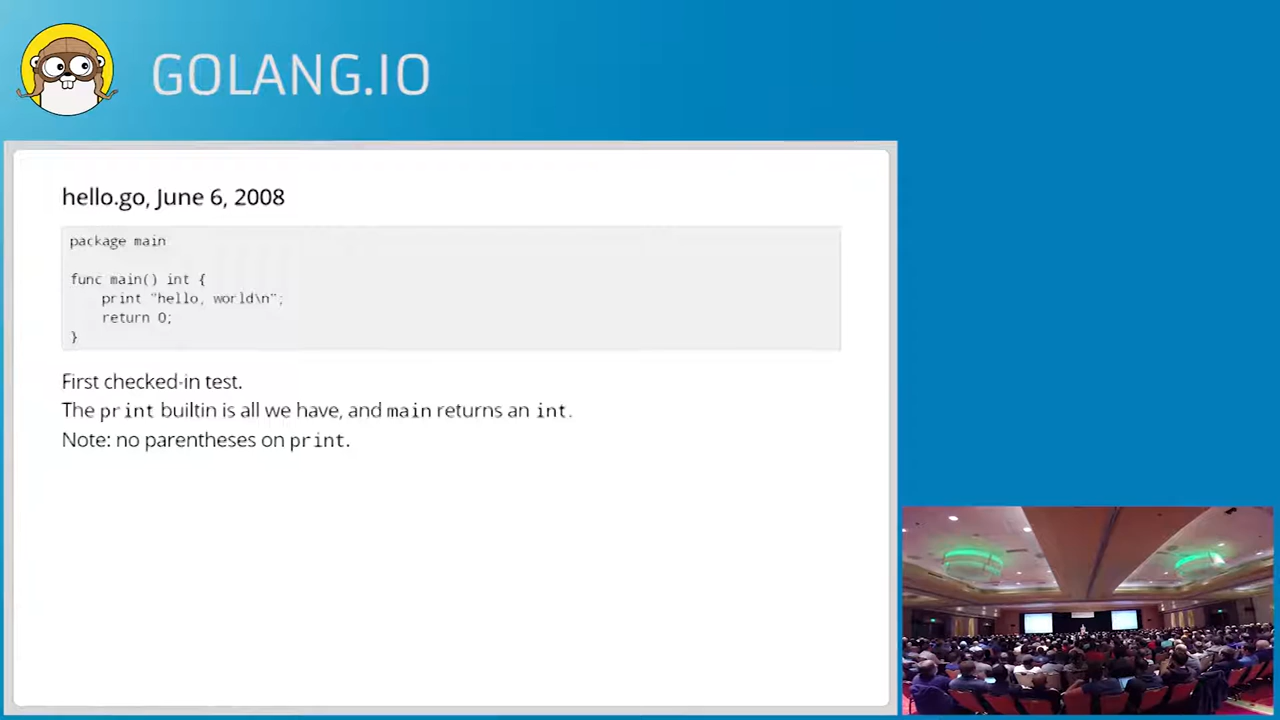 GOLANG.IO
hello.go, June 6, 2008
package main
func main() int {
    print "hello, world\n";
    return 0;
}
First checked-in test.
The print builtin is all we have, and main returns an int.
Note: no parentheses on print.